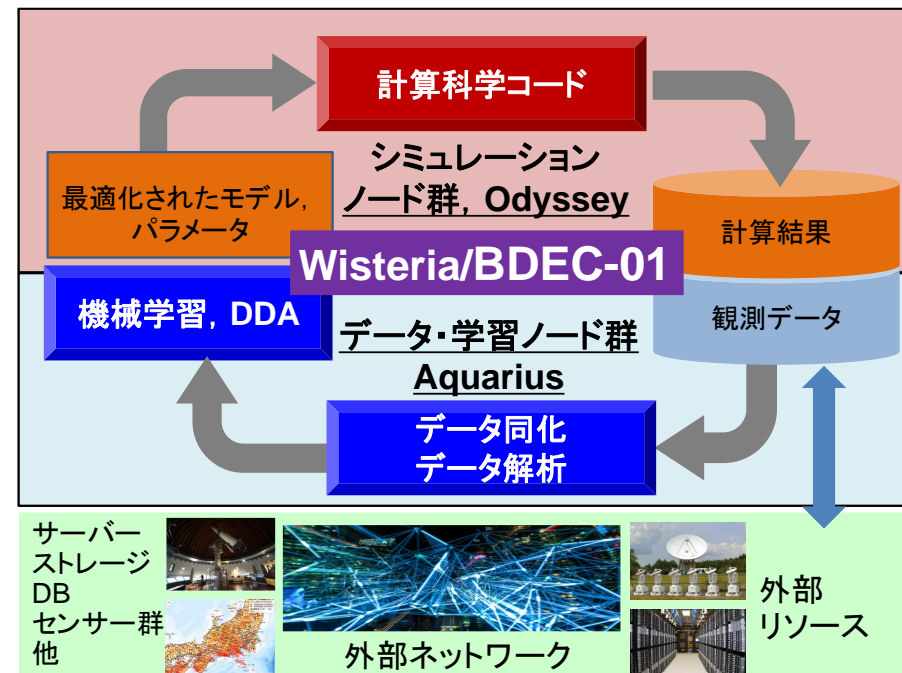 計算科学コード
シミュレーション
ノード群, Odyssey
最適化されたモデル,
パラメータ
計算結果
Wisteria/BDEC-01
機械学習, DDA
観測データ
データ・学習ノード群
Aquarius
データ同化
データ解析
サーバー
ストレージ
DB
センサー群
他
外部ネットワーク
外部
リソース